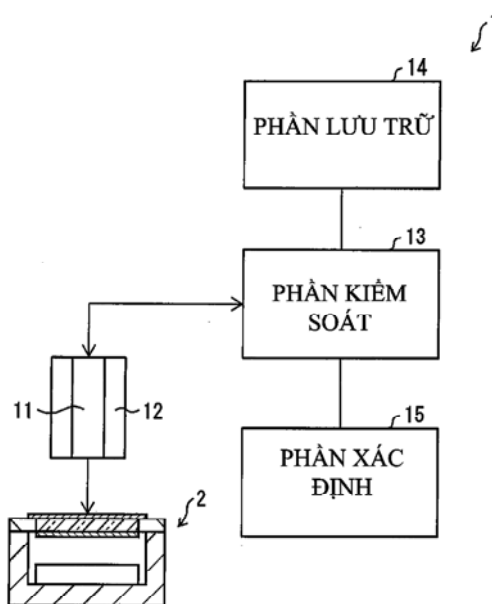 14
PHẦN LƯU TRỮ
13
PHẦN KIỂM
SOÁT
11
12
15
PHẦN XÁC
ĐỊNH
2